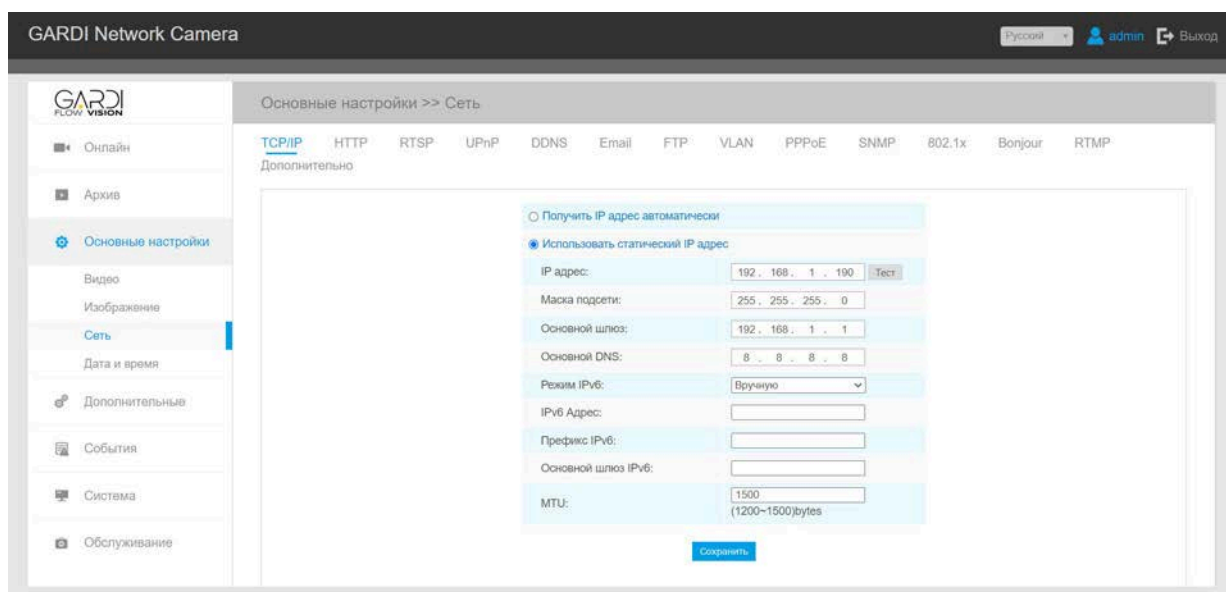 GARDI Network Camera
Русский
admin
Выход
GARDI
FLOW VISION
Основные настройки >> Сеть
Онлайн
Архив
Основные настройки
Видео
Изображение
Сеть
Дата и время
Дополнительные
События
Система
Обслуживание
TCP/IP HTTP RTSP UPnP DDNS Email FTP VLAN PPPoE SNMP 802.1x Bonjour RTMP
Дополнительно
Получить IP адрес автоматически
Использовать статический IP адрес
IP адрес: 192 . 168 . 1 . 190 Тест
Маска подсети: 255 . 255 . 255 . 0
Основной шлюз: 192 . 168 . 1 . 1
Основной DNS: 8 . 8 . 8 . 8
Режим IPv6: Вручную
IPv6 Адрес:
Префикс IPv6:
Основной шлюз IPv6:
MTU: 1500
(1200~1500)bytes
Сохранить